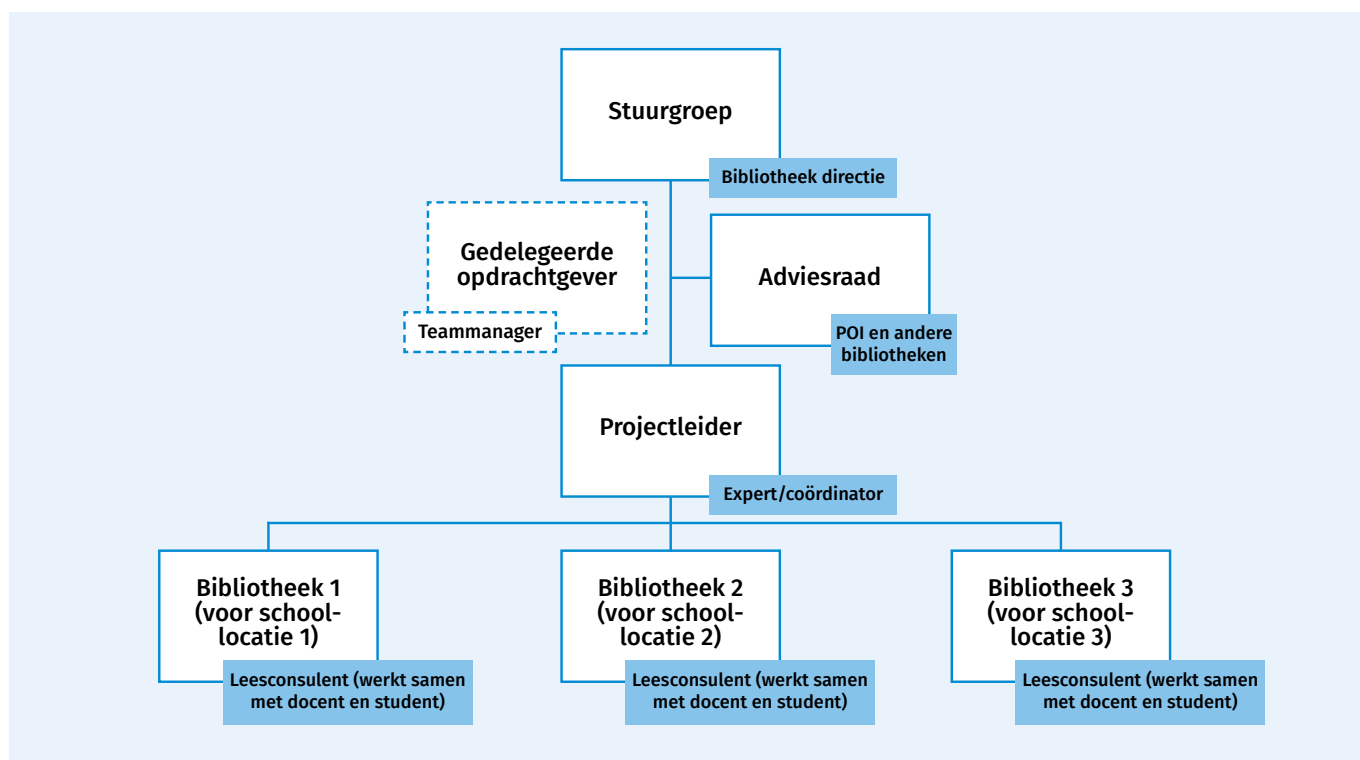 Stuurgroep
Bibliotheek directie
Gedelegeerde
opdrachtgever
Teammanager
Adviesraad
POI en andere
bibliotheken
Projectleider
Expert/coördinator
Bibliotheek 1
(voor school-
locatie 1)
Leesconsulent (werkt samen
met docent en student)
Bibliotheek 2
(voor school-
locatie 2)
Leesconsulent (werkt samen
met docent en student)
Bibliotheek 3
(voor school-
locatie 3)
Leesconsulent (werkt samen
met docent en student)